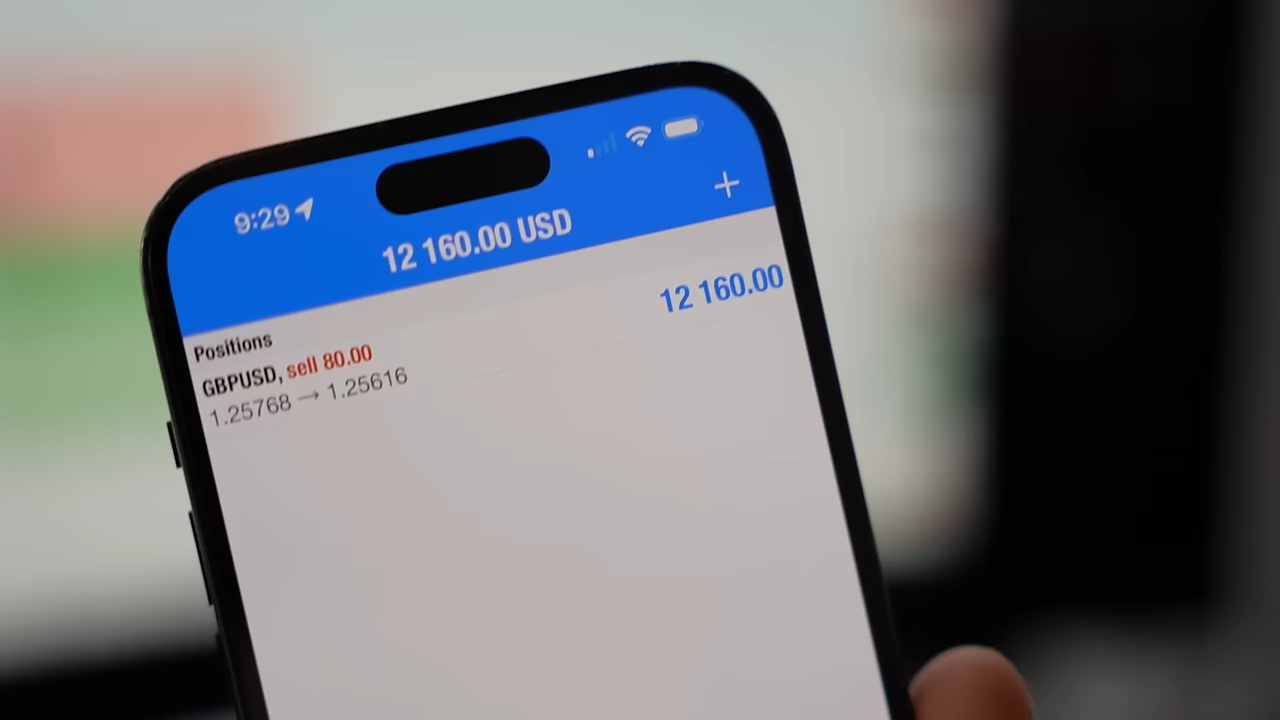 9:29
12 160.00 USD
+
Positions
GBPUSD, sell 80.00
1.25768 → 1.25616
12 160.00